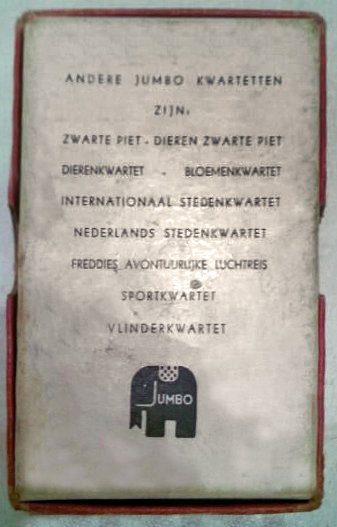 ANDERE JUMBO KWARTETTEN
ZIJN:
ZWARTE PIET - DIEREN ZWARTE PIET
DIERENKWARTET - BLOEMENKWARTET
INTERNATIONAAL STEDENKWARTET
NEDERLANDS STEDENKWARTET
FREDDIES AVONTUURLIJKE LUCHTREIS
SPORTKWARTET
VLINDERKWARTET
JUMBO